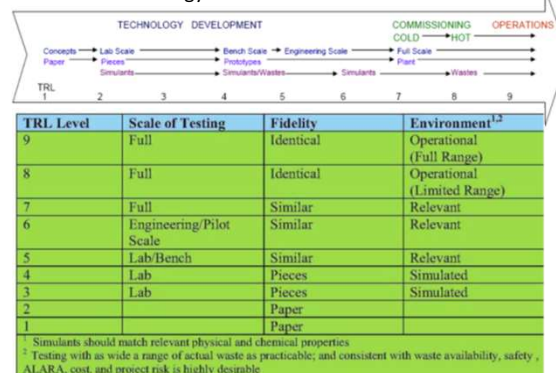 TECHNOLOGY DEVELOPMENT COMMISSIONING OPERATIONS
COLD HOT
Concepts Lab Scale Bench Scale Engineering Scale Full Scale
Paper Pieces Prototypes Plant
Simulants Simulants/Wastes Simulants Wastes
TRL
1 2 3 4 5 6 7 8 9
TRL Level Scale of Testing Fidelity Environment1,2
9 Full Identical Operational
(Full Range)
8 Full Identical Operational
(Limited Range)
7 Full Similar Relevant
6 Engineering/Pilot Similar Relevant
Scale
5 Lab/Bench Similar Relevant
4 Lab Pieces Simulated
3 Lab Pieces Simulated
2 Paper
1 Paper
1 Simulants should match relevant physical and chemical properties
2 Testing with as wide a range of actual waste as practicable; and consistent with waste availability, safety ,
ALARA, cost, and project risk is highly desirable